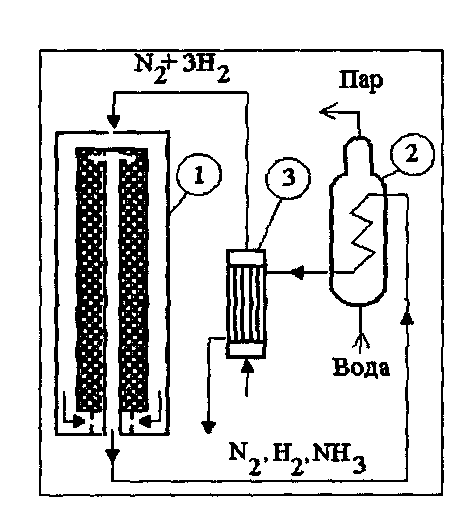 N₂+3H₂
Пар
1
2
3
Вода
N₂,H₂,NH₃